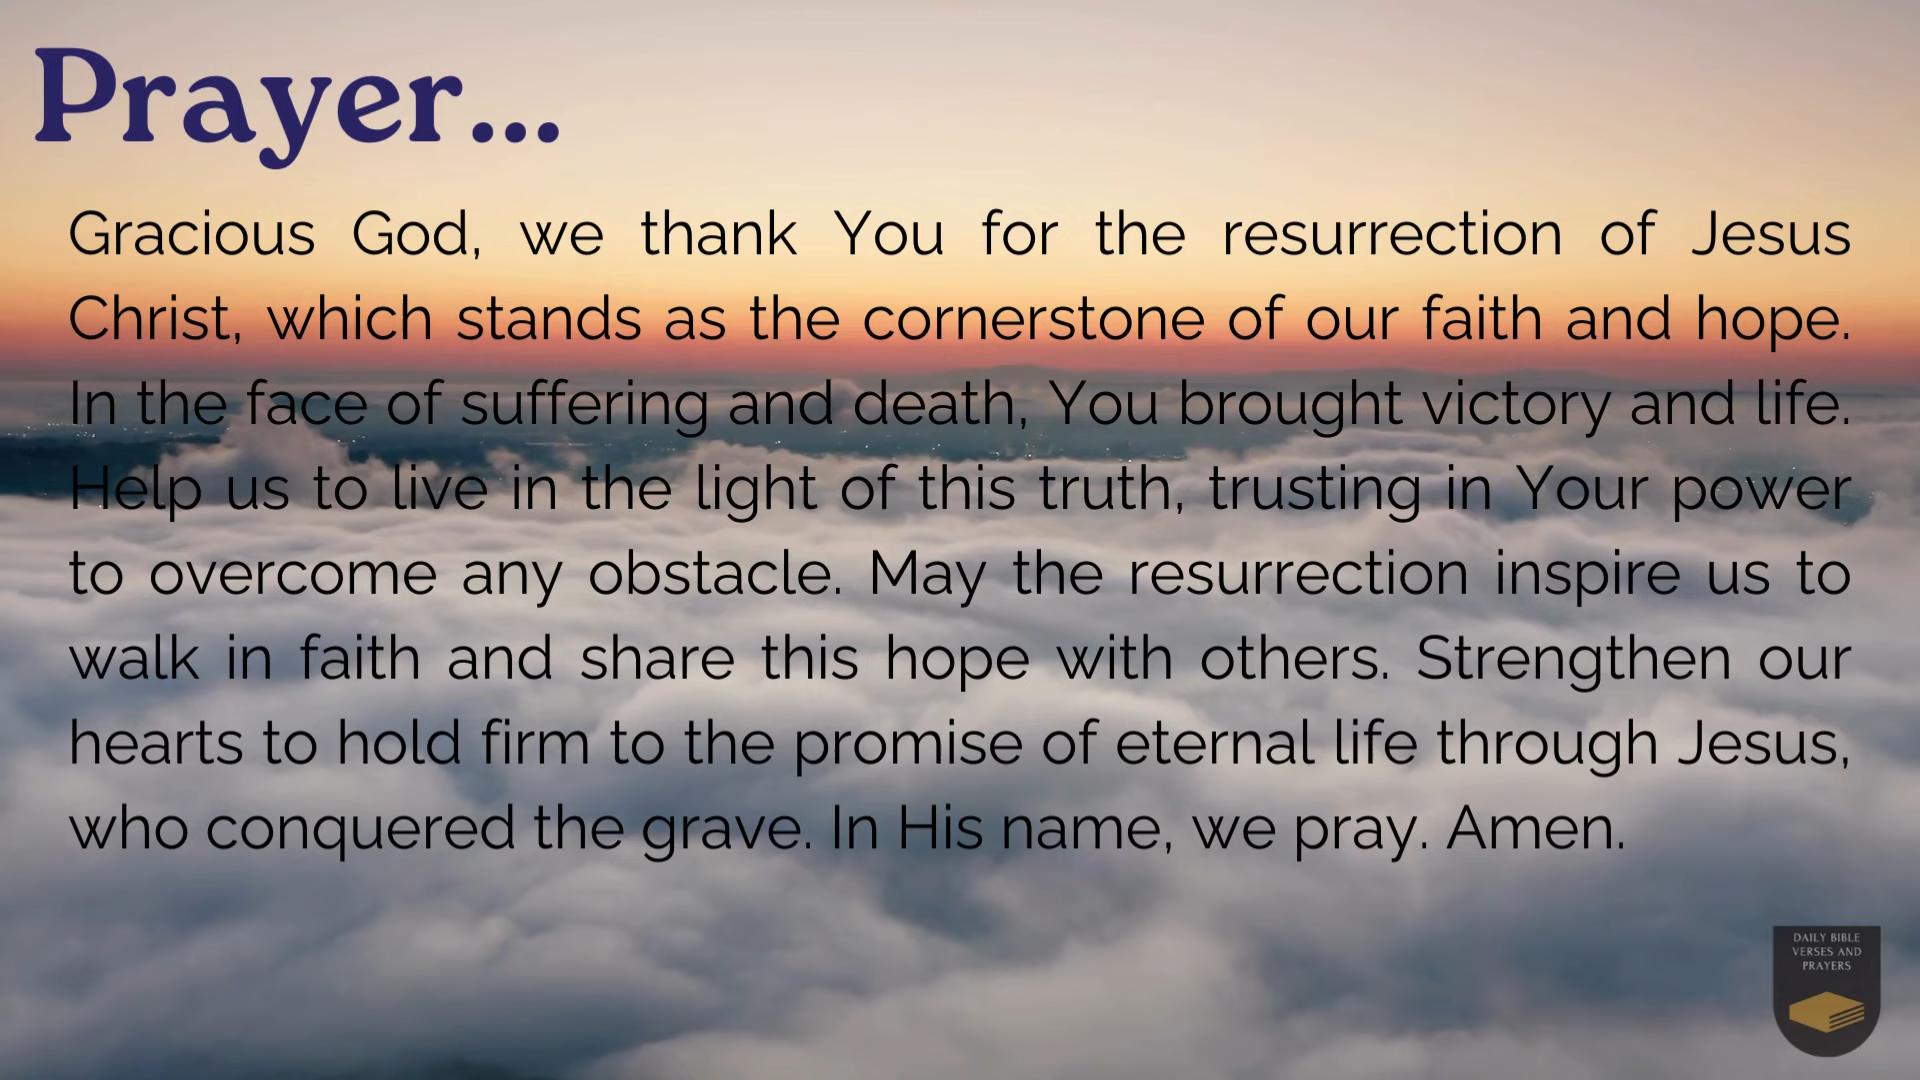 Prayer...
Gracious God, we thank You for the resurrection of Jesus
Christ, which stands as the cornerstone of our faith and hope.
In the face of suffering and death, You brought victory and life.
Help us to live in the light of this truth, trusting in Your power
to overcome any obstacle. May the resurrection inspire us to
walk in faith and share this hope with others. Strengthen our
hearts to hold firm to the promise of eternal life through Jesus,
who conquered the grave. In His name, we pray. Amen.
DAILY BIBLE
VERSES AND
PRAYERS